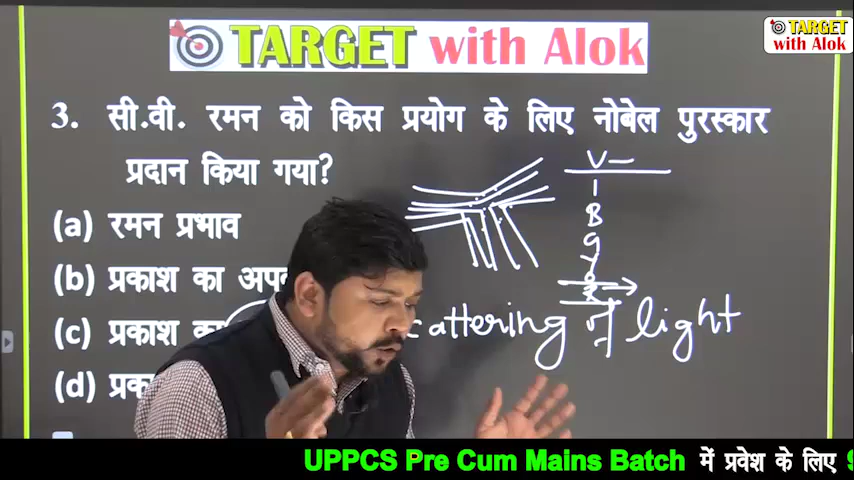 TARGET with Alok
TARGET
with Alok
3. सी.वी. रमन को किस प्रयोग के लिए नोबेल पुरस्कार
प्रदान किया गया?
(a) रमन प्रभाव
(b) प्रकाश का
(c) प्रकाश
(d)
V
I
B
G
Y
O
R
cattering of light
UPPCS Pre Cum Mains Batch में प्रवेश के लिए 9